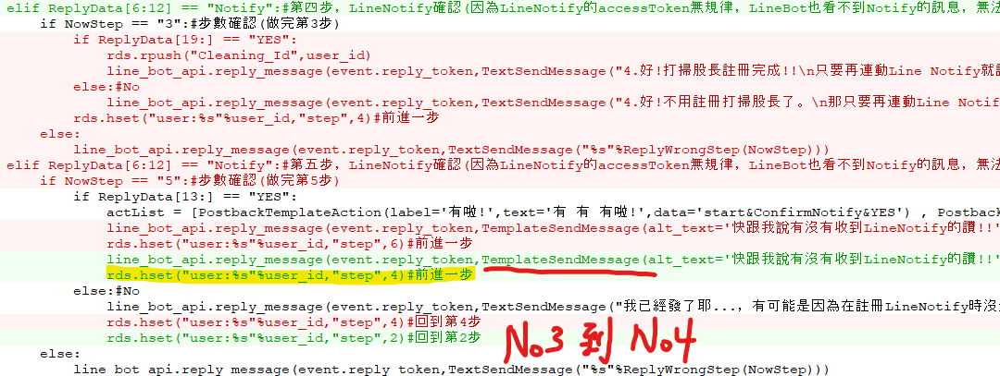 elif ReplyData[6:12] == "Notify":#第四步，LineNotify確認(因為LineNotify的accessToken無規律，LineBot也看不到Notify的訊息，無法
if NowStep == "3":#步數確認(做完第3步)
if ReplyData[19:] == "YES":
rds.rpush("Cleaning_Id",user_id)
line_bot_api.reply_message(event.reply_token,TextSendMessage("4.好!打掃股長註冊完成!!\n只要再連動Line Notify就
else:#No
line_bot_api.reply_message(event.reply_token,TextSendMessage("4.好!不用註冊打掃股長了。\n那只要再連動Line Notif
rds.hset("user:%s"%user_id,"step",4)#前進一步
else:
line_bot_api.reply_message(event.reply_token,TextSendMessage("%s"%ReplyWrongStep(NowStep)))
elif ReplyData[6:12] == "Notify":#第五步，LineNotify確認(因為LineNotify的accessToken無規律，LineBot也看不到Notify的訊息，無法
if NowStep == "5":#步數確認(做完第5步)
if ReplyData[13:] == "YES":
actList = [PostbackTemplateAction(label='有啦!',text='有 有 有啦!',data='start&ConfirmNotify&YES') , Postback
line_bot_api.reply_message(event.reply_token,TemplateSendMessage(alt_text='快跟我說有沒有收到LineNotify的讚!!'
rds.hset("user:%s"%user_id,"step",6)#前進一步
line_bot_api.reply_message(event.reply_token,TemplateSendMessage(alt_text='快跟我說有沒有收到LineNotify的讚!!'
rds.hset("user:%s"%user_id,"step",4)#前進一步
else:#No
line_bot_api.reply_message(event.reply_token,TextSendMessage("我已經發了耶...，有可能是因為在註冊LineNotify時沒
rds.hset("user:%s"%user_id,"step",4)#回到第4步
rds.hset("user:%s"%user_id,"step",2)#回到第2步
No3 到 No4
else:
line_bot_api.reply_message(event.reply_token,TextSendMessage("%s"%ReplyWrongStep(NowStep)))